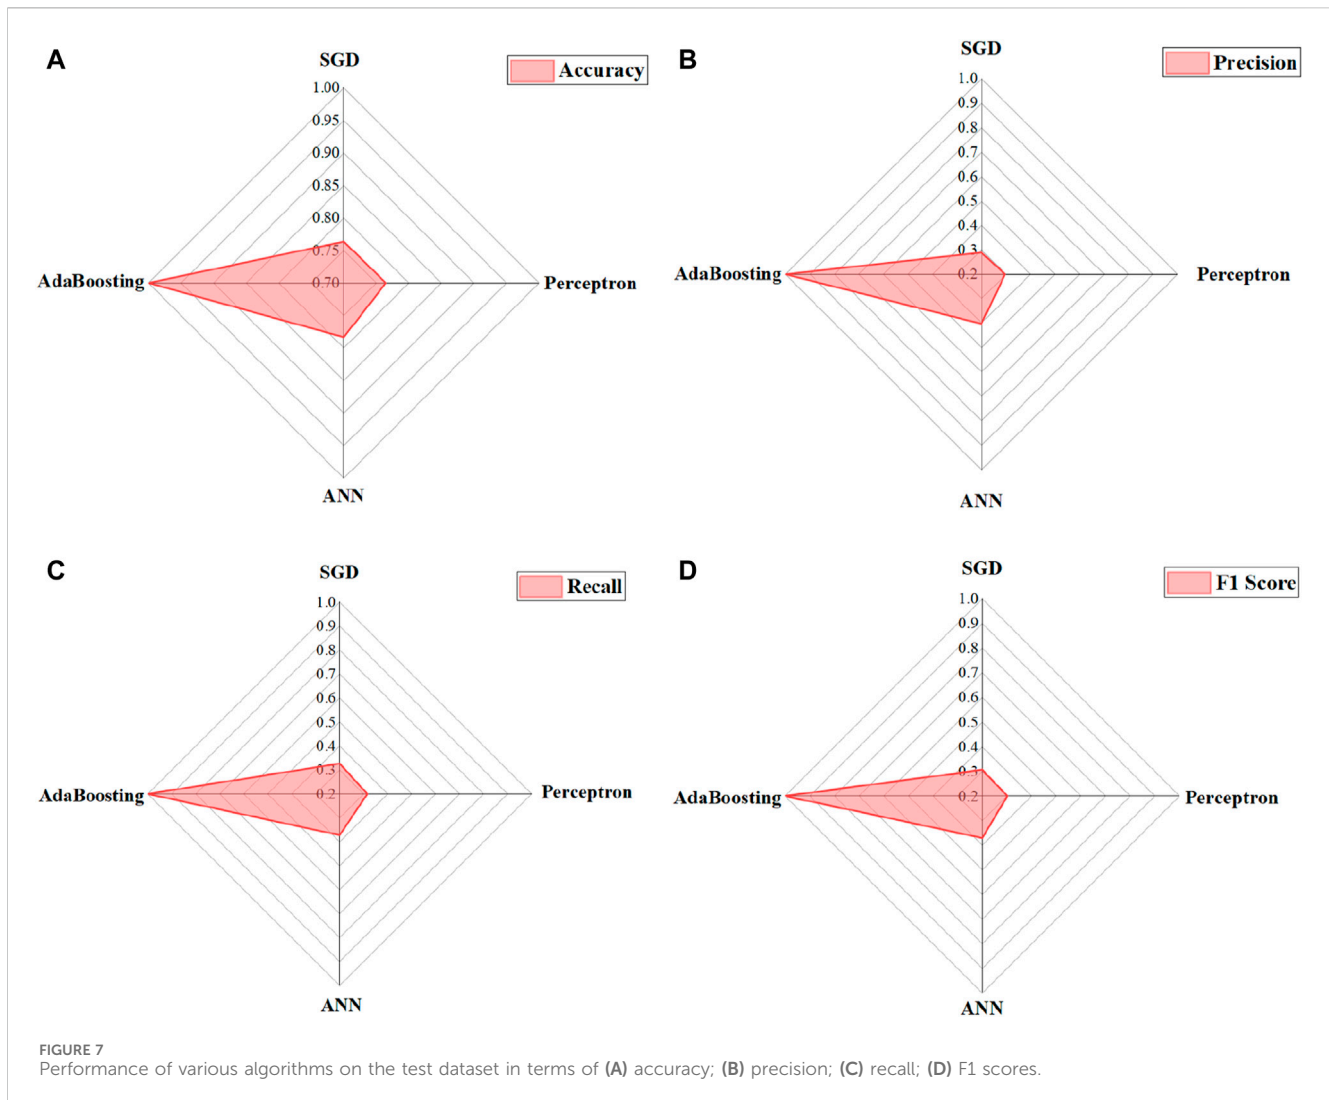 A
SGD
Accuracy
1.00
0.95
0.90
0.85
0.80
0.75
0.70
AdaBoosting
Perceptron
ANN
B
SGD
Precision
1.0
0.9
0.8
0.7
0.6
0.5
0.4
0.3
0.2
AdaBoosting
Perceptron
ANN
C
SGD
Recall
1.0
0.9
0.8
0.7
0.6
0.5
0.4
0.3
0.2
AdaBoosting
Perceptron
ANN
D
SGD
F1 Score
1.0
0.9
0.8
0.7
0.6
0.5
0.4
0.3
0.2
AdaBoosting
Perceptron
ANN
FIGURE 7
Performance of various algorithms on the test dataset in terms of (A) accuracy; (B) precision; (C) recall; (D) F1 scores.